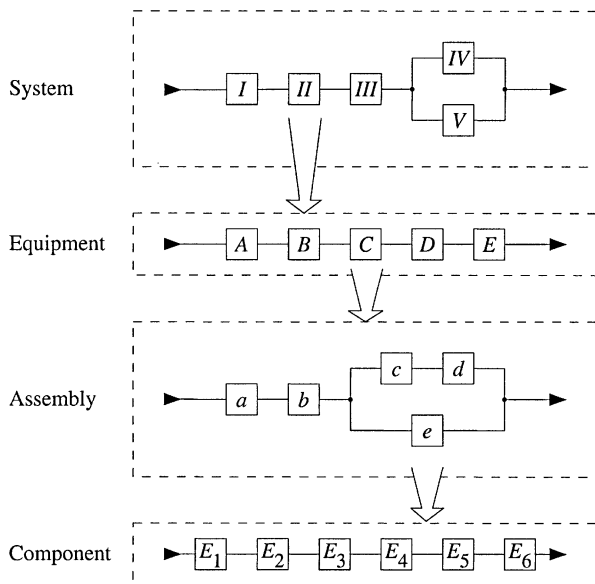 System
I II III IV
V
Equipment
A B C D E
Assembly
a b c d
e
Component
E1 E2 E3 E4 E5 E6